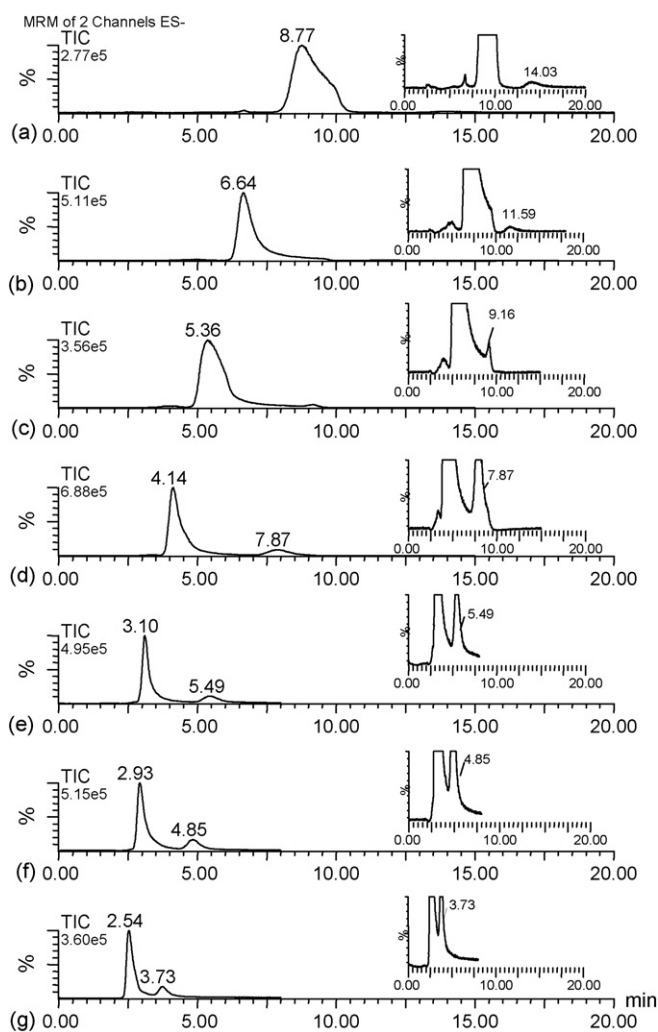 MRM of 2 Channels ES-
TIC
2.77e5
8.77
%
%
14.03
0.00 10.00 20.00
(a) 0.00 5.00 10.00 15.00 20.00
TIC
5.11e5
6.64
%
%
11.59
0.00 10.00 20.00
(b) 0.00 5.00 10.00 15.00 20.00
TIC
3.56e5
5.36
%
%
9.16
0.00 10.00 20.00
(c) 0.00 5.00 10.00 15.00 20.00
TIC
6.88e5
4.14
7.87
%
%
7.87
0.00 10.00 20.00
(d) 0.00 5.00 10.00 15.00 20.00
TIC
4.95e5
3.10
5.49
%
%
5.49
0.00 10.00 20.00
(e) 0.00 5.00 10.00 15.00 20.00
TIC
5.15e5
2.93
4.85
%
%
4.85
0.00 10.00 20.00
(f) 0.00 5.00 10.00 15.00 20.00
TIC
3.60e5
2.54
3.73
%
%
3.73
0.00 10.00 20.00
min
(g) 0.00 5.00 10.00 15.00 20.00